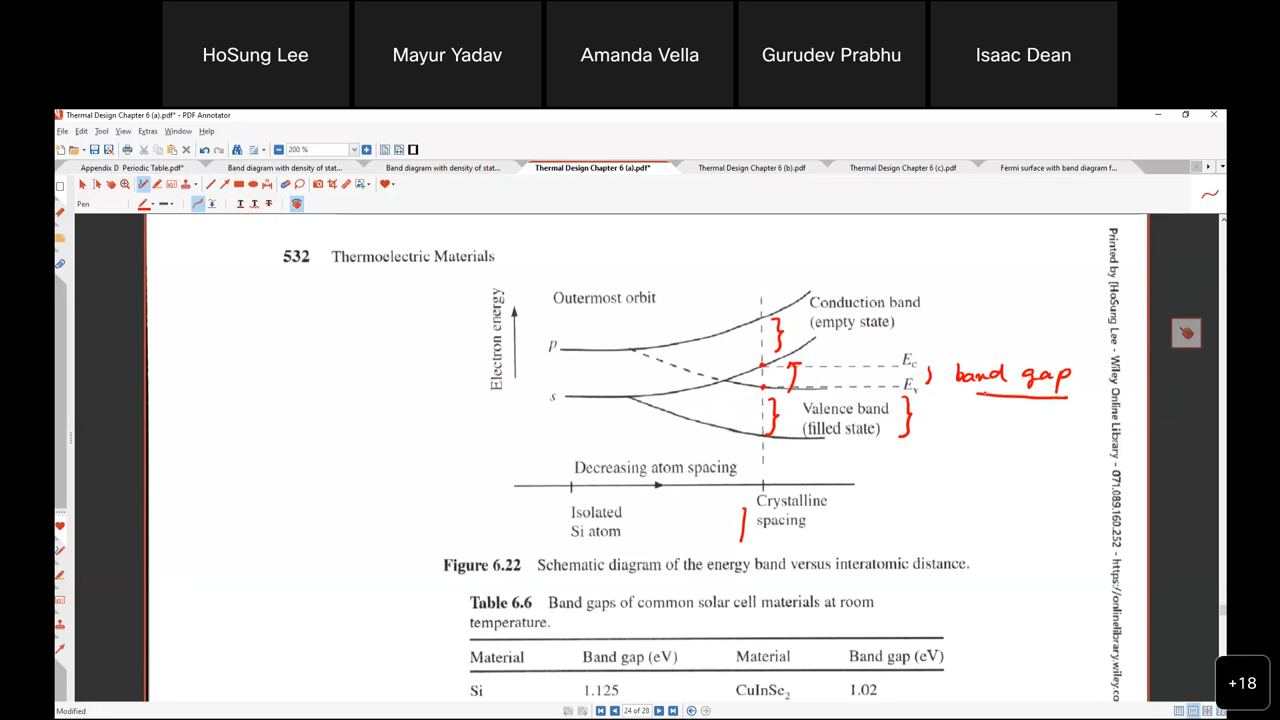 HoSung Lee
Mayur Yadav
Amanda Vella
Gurudev Prabhu
Isaac Dean
Thermal Design Chapter 6 (a).pdf* - PDF Annotator
File Edit Tool View Extras Window Help
200 %
Appendix D Periodic Table.pdf*
Band diagram with density of stat...
Band diagram with density of stat...
Thermal Design Chapter 6 (a).pdf*
Thermal Design Chapter 6 (b).pdf
Thermal Design Chapter 6 (c).pdf
Fermi surface with band diagram f...
Pen
532 Thermoelectric Materials
Electron energy
Outermost orbit
p
s
Conduction band
(empty state)
Ec
Ev
band gap
Valence band
(filled state)
Decreasing atom spacing
Isolated
Si atom
Crystalline
spacing
Figure 6.22 Schematic diagram of the energy band versus interatomic distance.
Table 6.6 Band gaps of common solar cell materials at room
temperature.
Material Band gap (eV) Material Band gap (eV)
Si 1.125 CuInSe2 1.02
Printed by [HoSung Lee - Wiley Online Library - 071.089.160.252 - https://onlinelibrary.wiley.co
Modified
24 of 28
+18